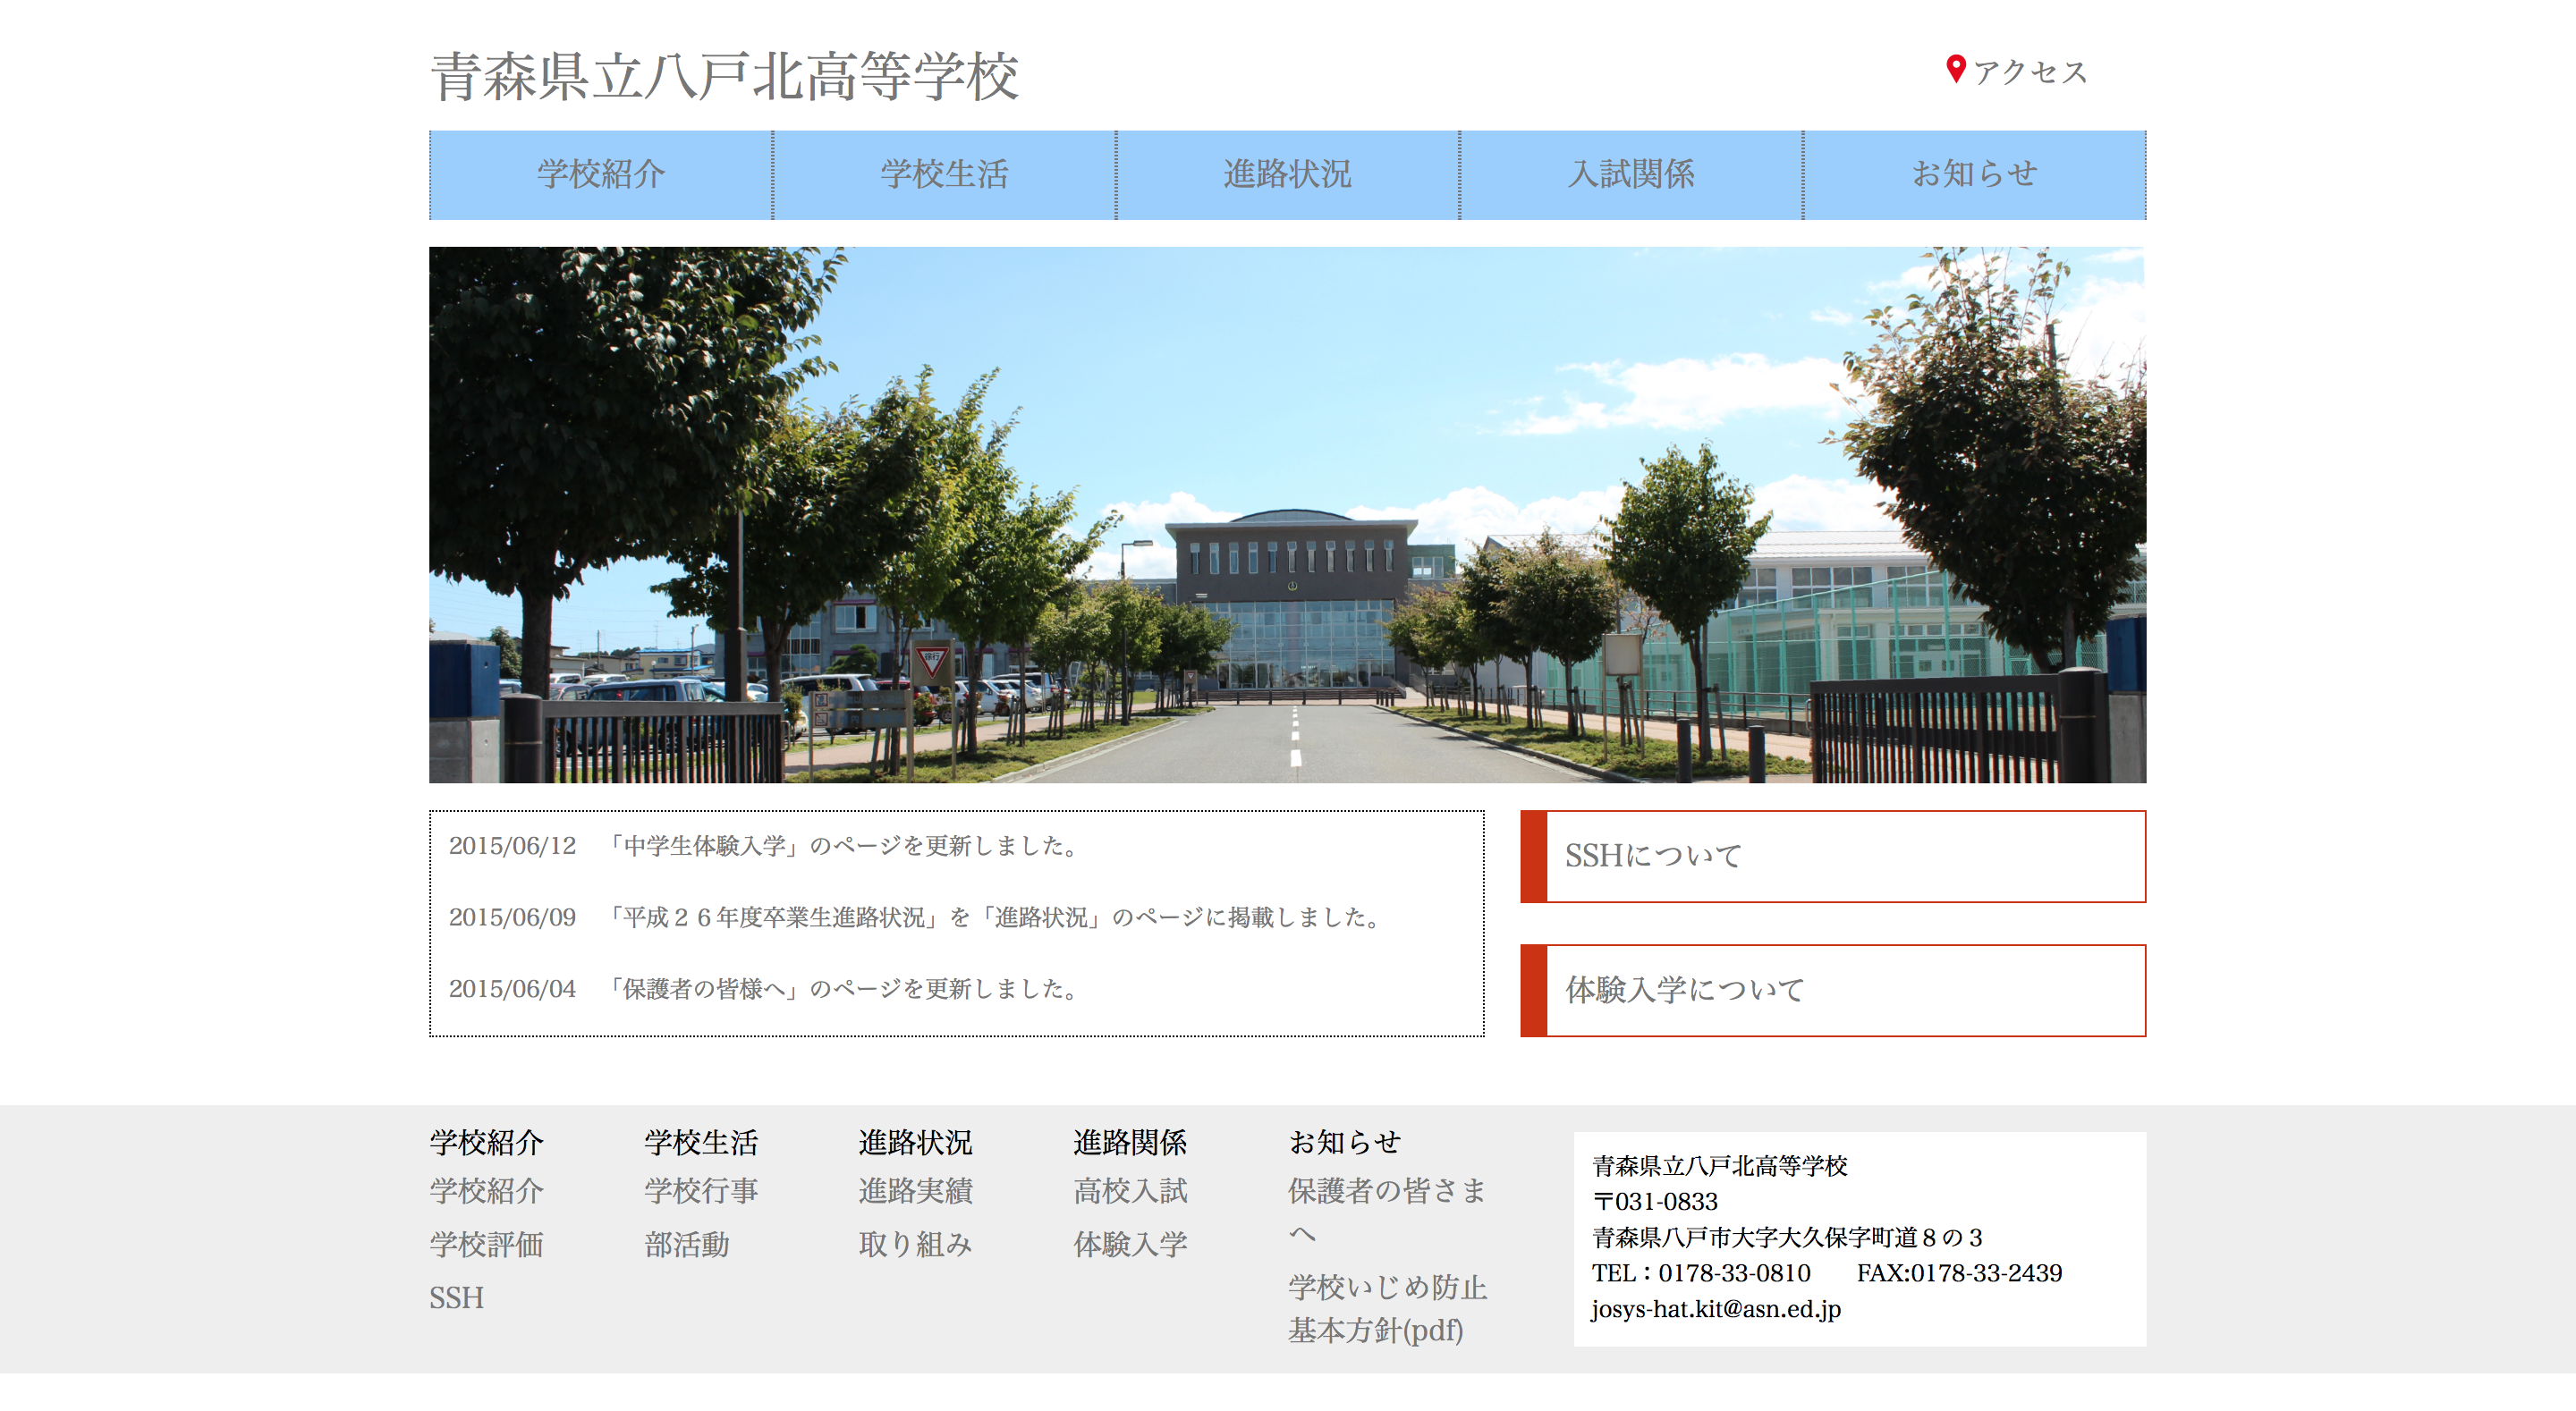 青森県立八戸北高等学校
アクセス
学校紹介
学校生活
進路状況
入試関係
お知らせ
徐行
2015/06/12 「中学生体験入学」のページを更新しました。
2015/06/09 「平成２６年度卒業生進路状況」を「進路状況」のページに掲載しました。
2015/06/04 「保護者の皆様へ」のページを更新しました。
SSHについて
体験入学について
学校紹介
学校紹介
学校評価
SSH
学校生活
学校行事
部活動
進路状況
進路実績
取り組み
進路関係
高校入試
体験入学
お知らせ
保護者の皆さま
へ
学校いじめ防止
基本方針(pdf)
青森県立八戸北高等学校
〒031-0833
青森県八戸市大字大久保字町道８の３
TEL：0178-33-0810　　FAX:0178-33-2439
josys-hat.kit@asn.ed.jp